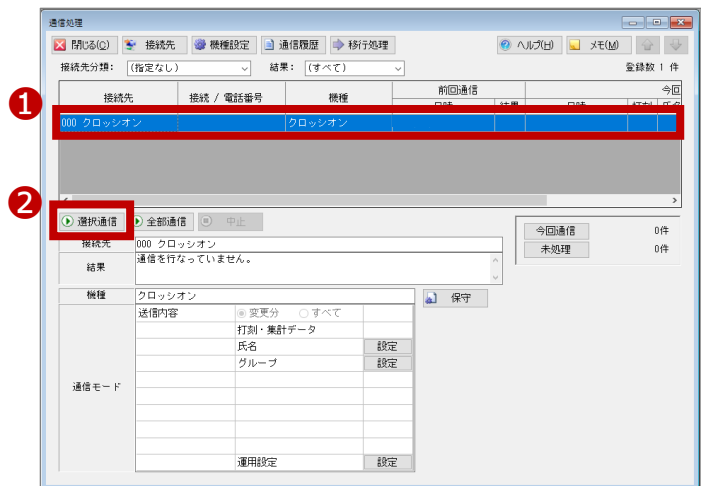 通信処理
閉じる(C) 接続先 機種設定 通信履歴 移行処理 ヘルプ(H) メモ(M)
接続先分類: (指定なし) 結果: (すべて) 登録数 1 件
前回通信 今回
接続先 接続 / 電話番号 機種
1
000 クロッシオン クロッシオン
2
選択通信 全部通信 中止
今回通信 0件
接続先 000 クロッシオン
未処理 0件
結果 通信を行なっていません。
機種 クロッシオン 保守
送信内容 変更分 すべて
打刻・集計データ
氏名 設定
グループ 設定
通信モード
運用設定 設定